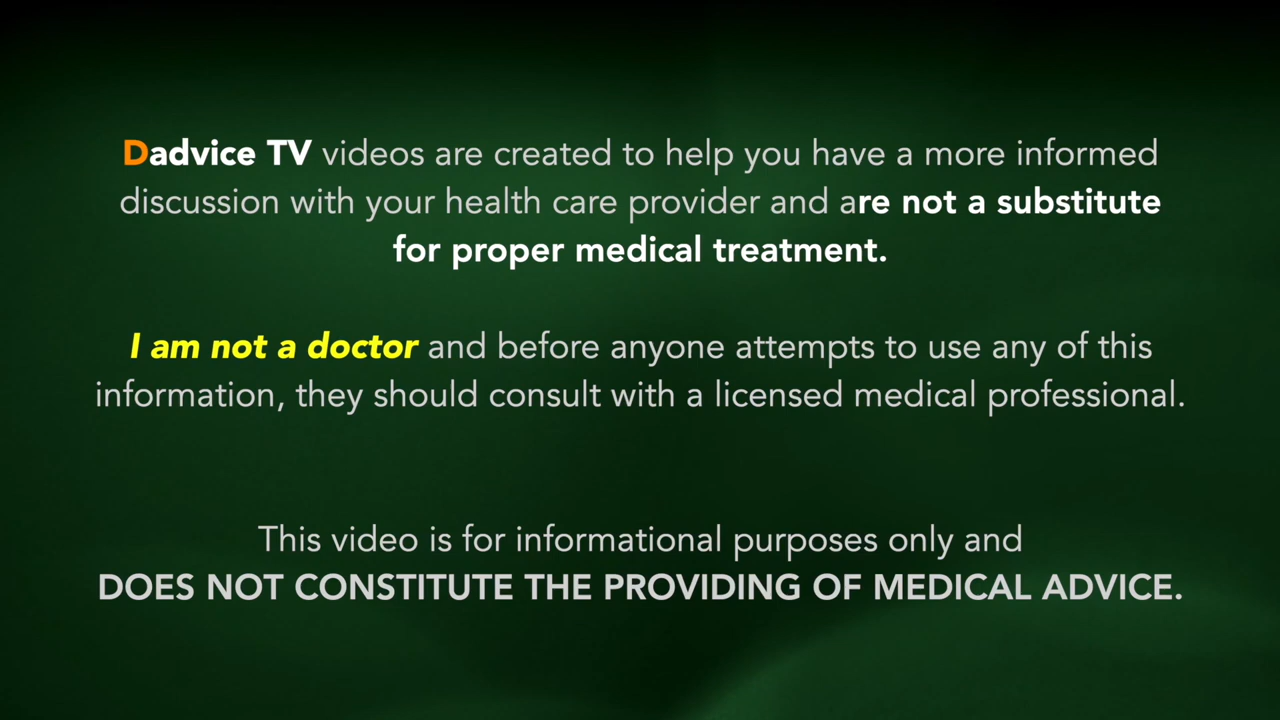 Dadvice TV videos are created to help you have a more informed
discussion with your health care provider and are not a substitute
for proper medical treatment.
I am not a doctor and before anyone attempts to use any of this
information, they should consult with a licensed medical professional.
This video is for informational purposes only and
DOES NOT CONSTITUTE THE PROVIDING OF MEDICAL ADVICE.